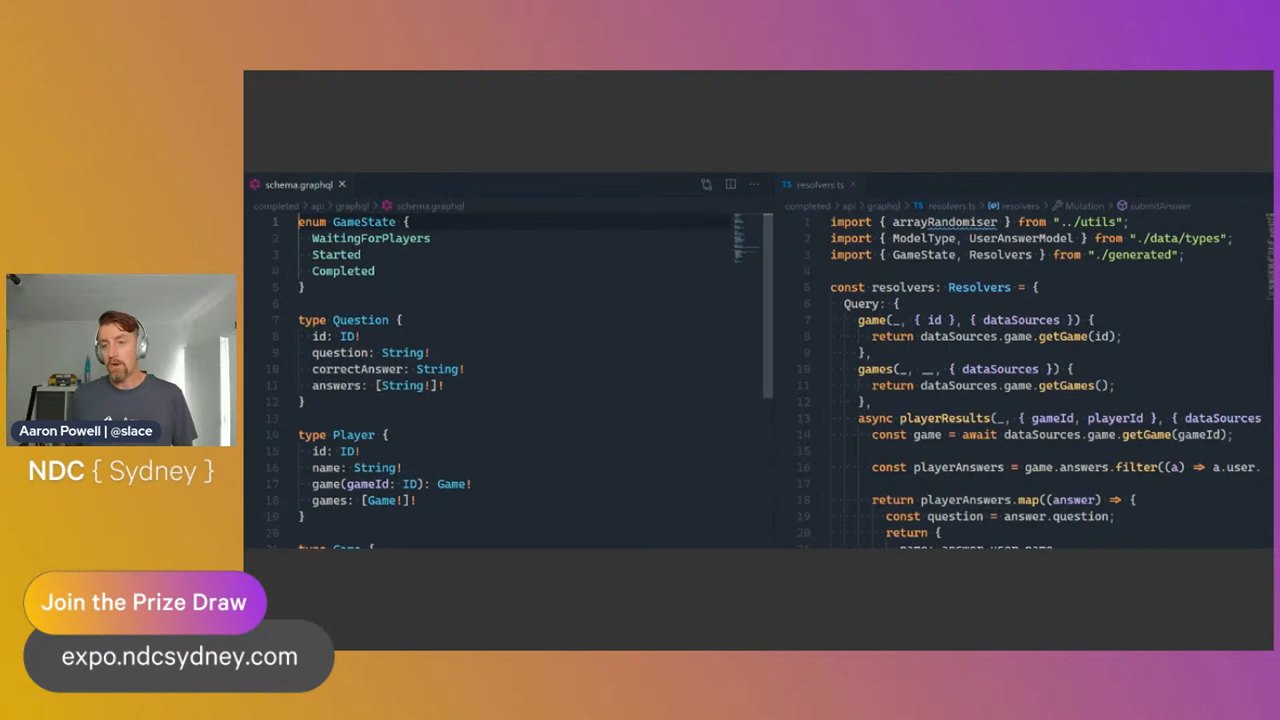 schema.graphql
completed > api > graphql > schema.graphql
1 enum GameState {
2 WaitingForPlayers
3 Started
4 Completed
5 }
6
7 type Question {
8 id: ID!
9 question: String!
10 correctAnswer: String!
11 answers: [String!]!
12 }
13
14 type Player {
15 id: ID!
16 name: String!
17 game(gameId: ID): Game!
18 games: [Game!]!
19 }
20
TS resolvers.ts
completed > api > graphql > TS resolvers.ts > resolvers > Mutation > submitAnswer
1 import { arrayRandomiser } from "../utils";
2 import { ModelType, UserAnswerModel } from "./data/types";
3 import { GameState, Resolvers } from "./generated";
4
5 const resolvers: Resolvers = {
6 Query: {
7 game(_, { id }, { dataSources }) {
8 return dataSources.game.getGame(id);
9 },
10 games(_, __, { dataSources }) {
11 return dataSources.game.getGames();
12 },
13 async playerResults(_, { gameId, playerId }, { dataSources
14 const game = await dataSources.game.getGame(gameId);
15
16 const playerAnswers = game.answers.filter((a) => a.user.
17
18 return playerAnswers.map((answer) => {
19 const question = answer.question;
20 return {
name: answer.user.name
Aaron Powell | @slace
NDC { Sydney }
Join the Prize Draw
expo.ndcsydney.com